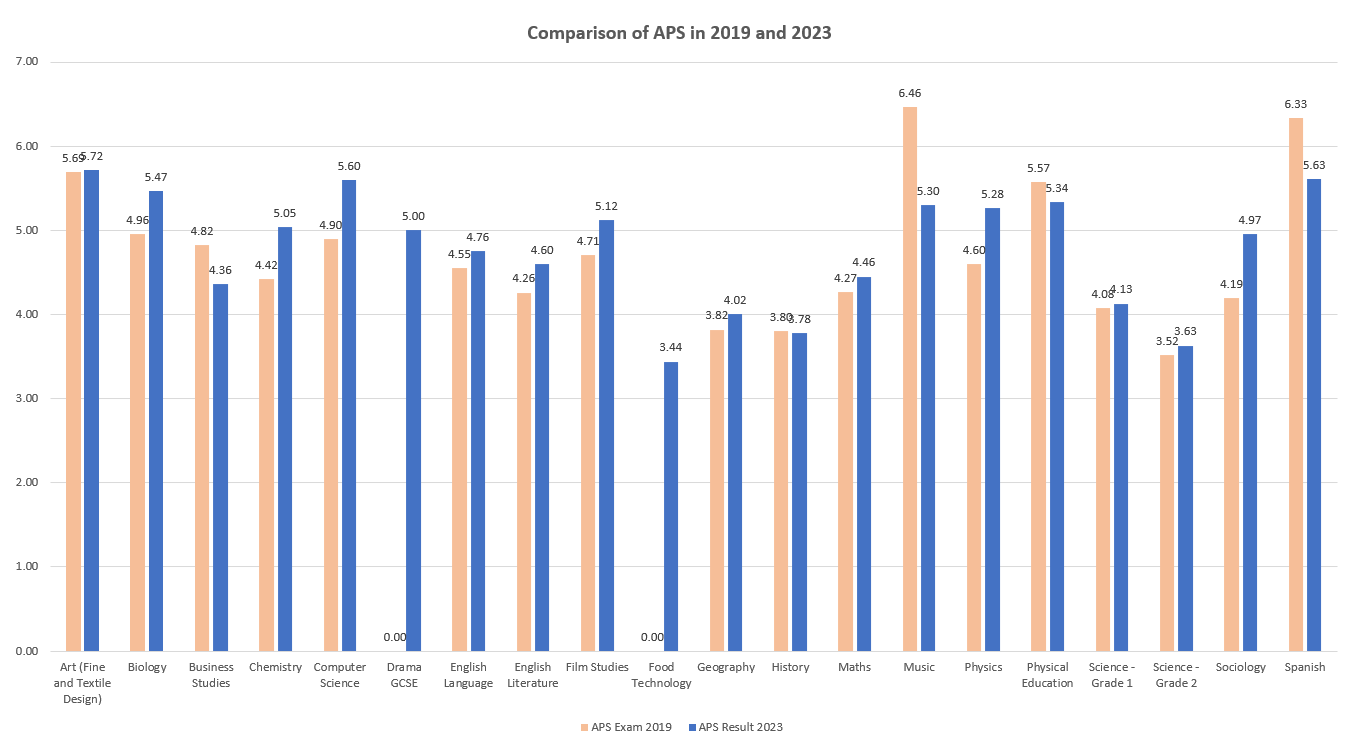 Comparison of APS in 2019 and 2023
7.00
6.00
5.00
4.00
3.00
2.00
1.00
0.00
5.69 5.72
4.96 5.47
4.82 4.36
4.42 5.05
4.90 5.60
0.00 5.00
4.55 4.76
4.26 4.60
4.71 5.12
0.00 3.44
3.82 4.02
3.80 3.78
4.27 4.46
6.46 5.30
4.60 5.28
5.57 5.34
4.08 4.13
3.52 3.63
4.19 4.97
6.33 5.63
Art (Fine
and Textile
Design)
Biology
Business
Studies
Chemistry
Computer
Science
Drama
GCSE
English
Language
English
Literature
Film Studies
Food
Technology
Geography
History
Maths
Music
Physics
Physical
Education
Science -
Grade 1
Science -
Grade 2
Sociology
Spanish
APS Exam 2019 APS Result 2023